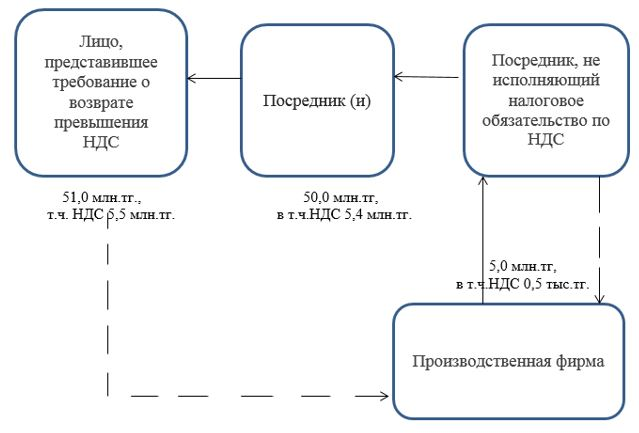 Лицо,
представившее
требование о
возврате
превышения
НДС
Посредник (и)
Посредник, не
исполняющий
налоговое
обязательство по
НДС
51,0 млн.тг.,
т.ч. НДС 5,5 млн.тг.
50,0 млн.тг,
в т.ч.НДС 5,4 млн.тг.
5,0 млн.тг,
в т.ч.НДС 0,5 тыс.тг.
Производственная фирма